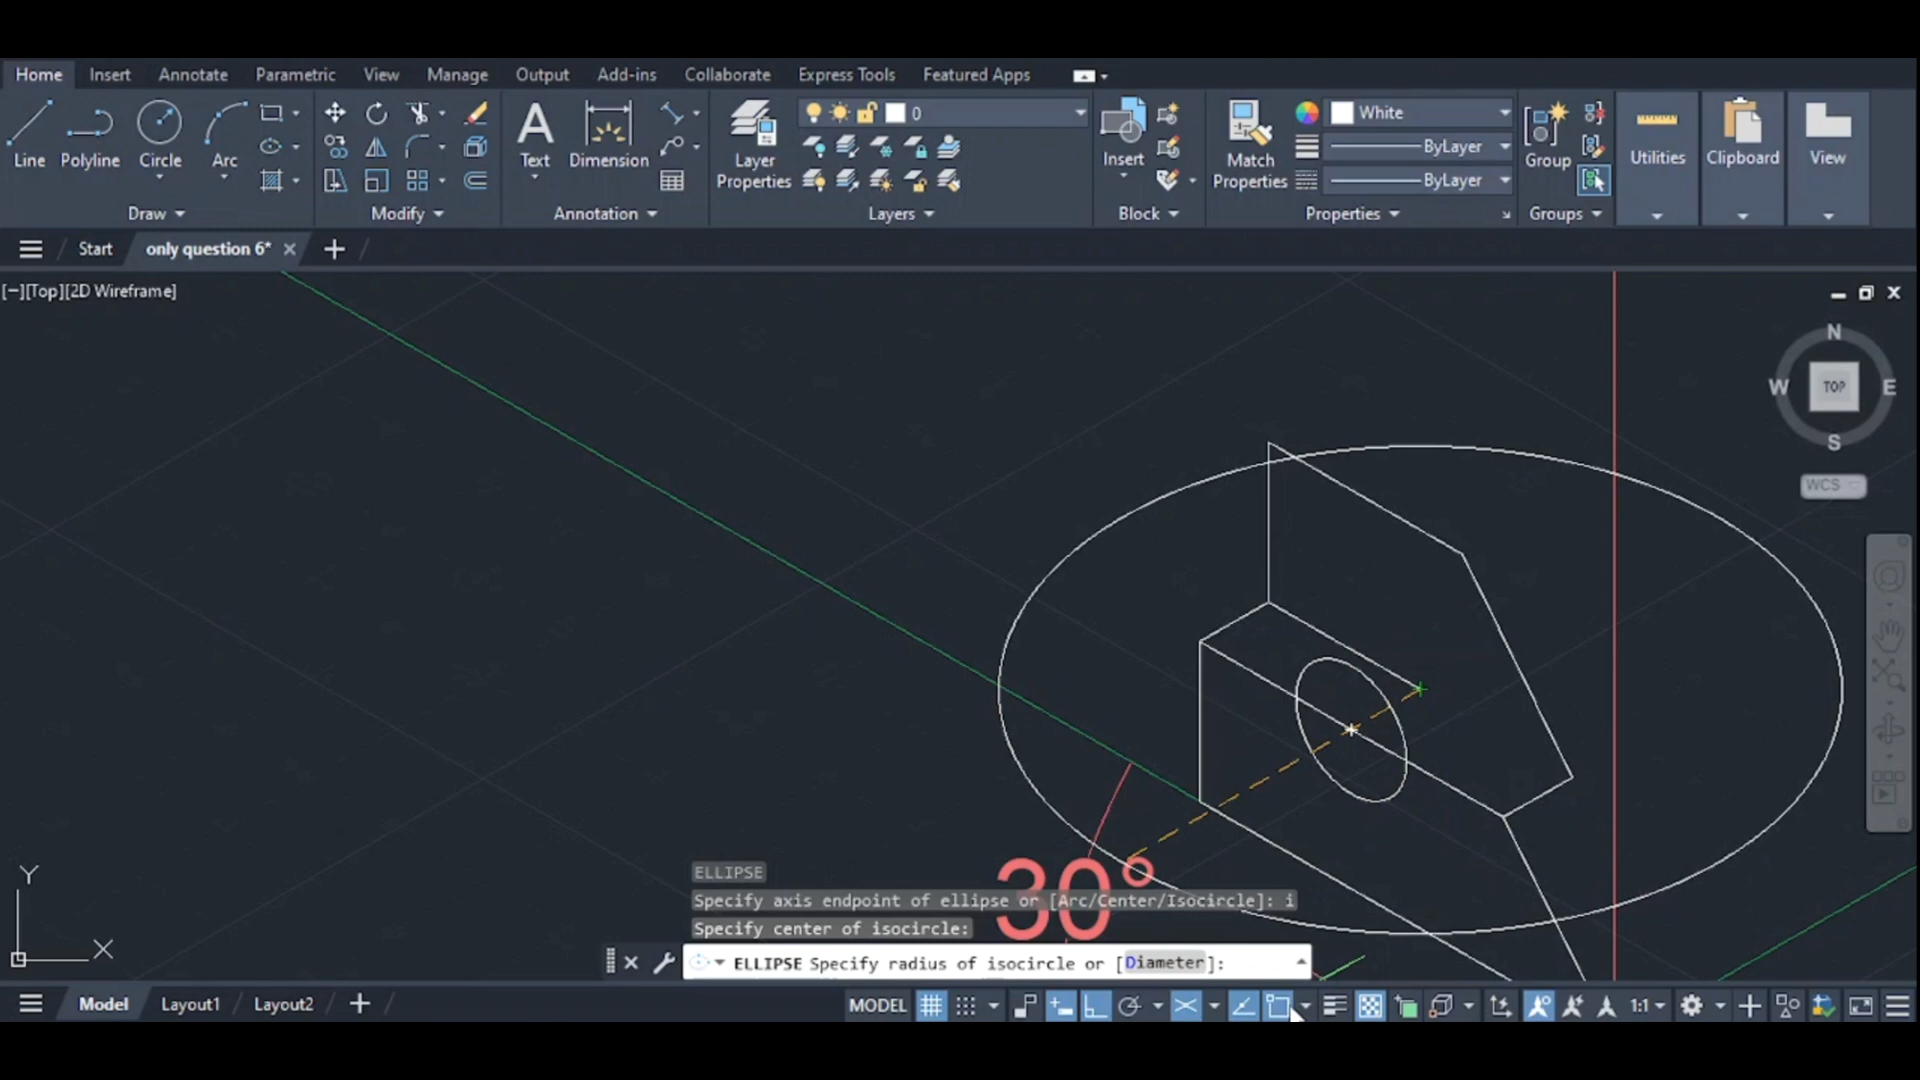 Home Insert Annotate Parametric View Manage Output Add-ins Collaborate Express Tools Featured Apps
0 White
ByLayer
ByLayer
Line Polyline Circle Arc Text Dimension Layer Properties Insert Match Properties Group Utilities Clipboard View
Draw Modify Annotation Layers Block Properties Groups
Start only question 6*
[−][Top][2D Wireframe]
N
W TOP E
S
WCS
30°
ELLIPSE
Specify axis endpoint of ellipse or [Arc/Center/Isocircle]: i
Specify center of isocircle:
ELLIPSE Specify radius of isocircle or [Diameter]:
Y
X
Model Layout1 Layout2 MODEL 1:1